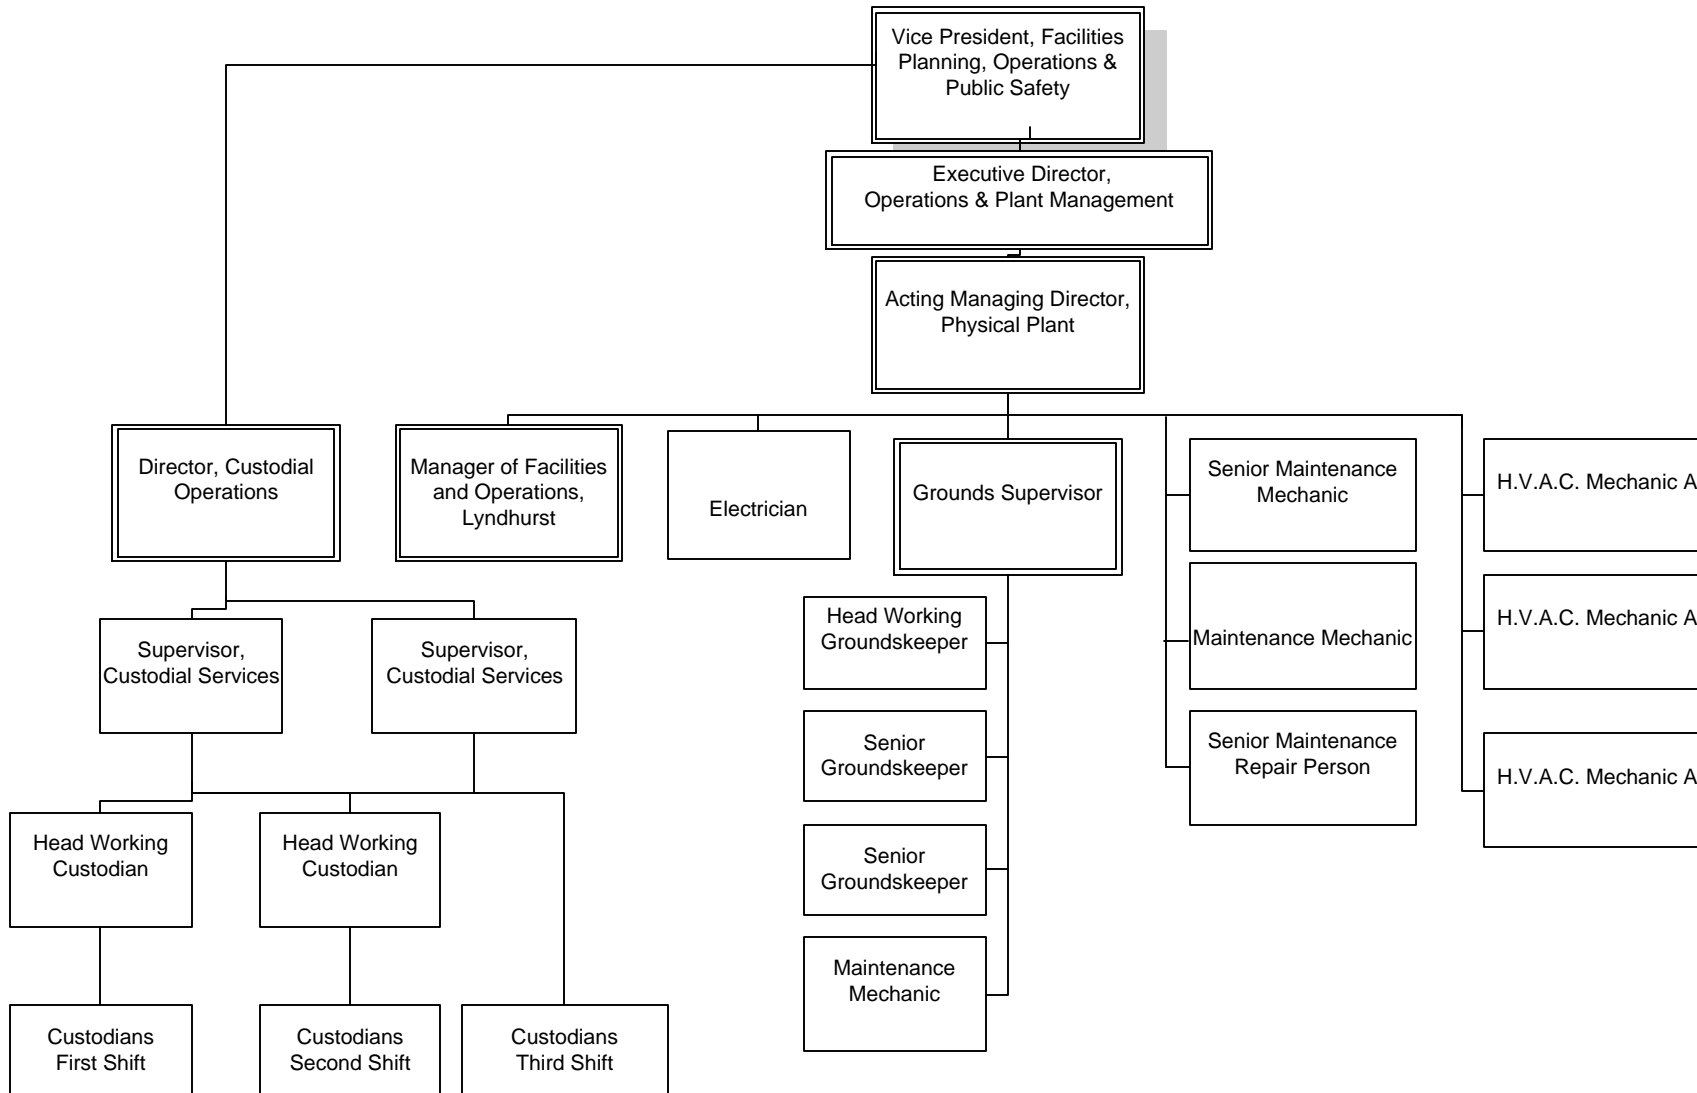 Vice President, Facilities
Planning, Operations &
Public Safety
Executive Director,
Operations & Plant Management
Acting Managing Director,
Physical Plant
Director, Custodial
Operations
Manager of Facilities
and Operations,
Lyndhurst
Electrician
Grounds Supervisor
Senior Maintenance
Mechanic
H.V.A.C. Mechanic A
Supervisor,
Custodial Services
Supervisor,
Custodial Services
Head Working
Groundskeeper
Maintenance Mechanic
H.V.A.C. Mechanic A
Senior
Groundskeeper
Senior Maintenance
Repair Person
H.V.A.C. Mechanic A
Head Working
Custodian
Head Working
Custodian
Senior
Groundskeeper
Maintenance
Mechanic
Custodians
First Shift
Custodians
Second Shift
Custodians
Third Shift